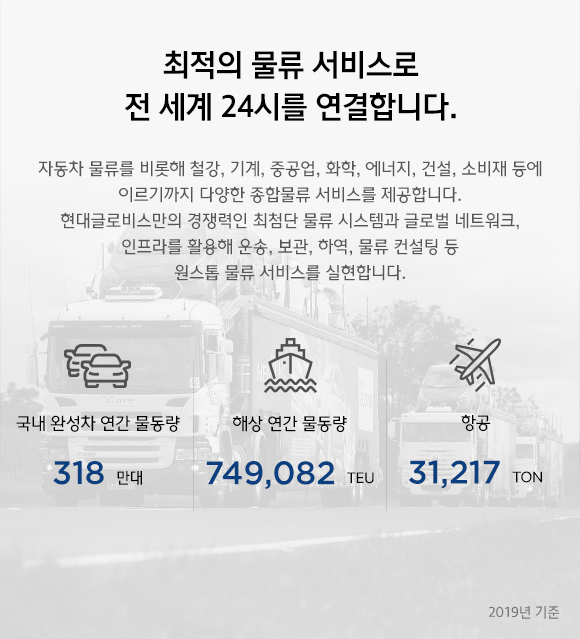 최적의 물류 서비스로
전 세계 24시를 연결합니다.
자동차 물류를 비롯해 철강, 기계, 중공업, 화학, 에너지, 건설, 소비재 등에
이르기까지 다양한 종합물류 서비스를 제공합니다.
현대글로비스만의 경쟁력인 최첨단 물류 시스템과 글로벌 네트워크,
인프라를 활용해 운송, 보관, 하역, 물류 컨설팅 등
원스톱 물류 서비스를 실현합니다.
국내 완성차 연간 물동량
318 만대
해상 연간 물동량
749,082 TEU
항공
31,217 TON
2019년 기준